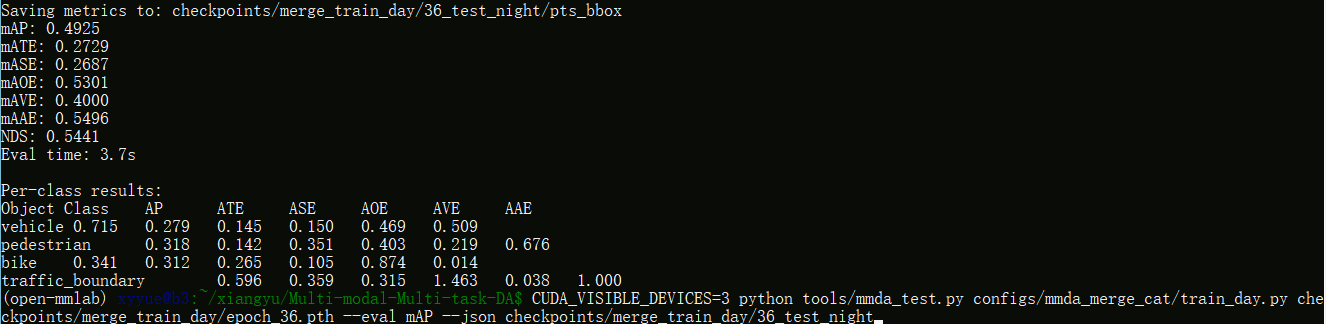 Saving metrics to: checkpoints/merge_train_day/36_test_night/pts_bbox
mAP: 0.4925
mATE: 0.2729
mASE: 0.2687
mAOE: 0.5301
mAVE: 0.4000
mAAE: 0.5496
NDS: 0.5441
Eval time: 3.7s
Per-class results:
Object Class AP ATE ASE AOE AVE AAE
vehicle 0.715 0.279 0.145 0.150 0.469 0.509
pedestrian 0.318 0.142 0.351 0.403 0.219 0.676
bike 0.341 0.312 0.265 0.105 0.874 0.014
traffic_boundary 0.596 0.359 0.315 1.463 0.038 1.000
(open-mmlab) xyyue@b3:~/xiangyu/Multi-modal-Multi-task-DA$ CUDA_VISIBLE_DEVICES=3 python tools/mmda_test.py configs/mmda_merge_cat/train_day.py che
ckpoints/merge_train_day/epoch_36.pth --eval mAP --json checkpoints/merge_train_day/36_test_night